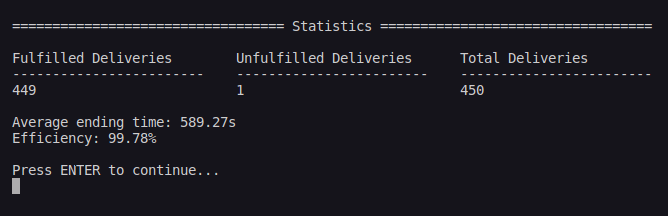 ================================== Statistics ==================================
Fulfilled Deliveries    Unfulfilled Deliveries    Total Deliveries
------------------------    ------------------------    ------------------------
449    1    450
Average ending time: 589.27s
Efficiency: 99.78%
Press ENTER to continue...